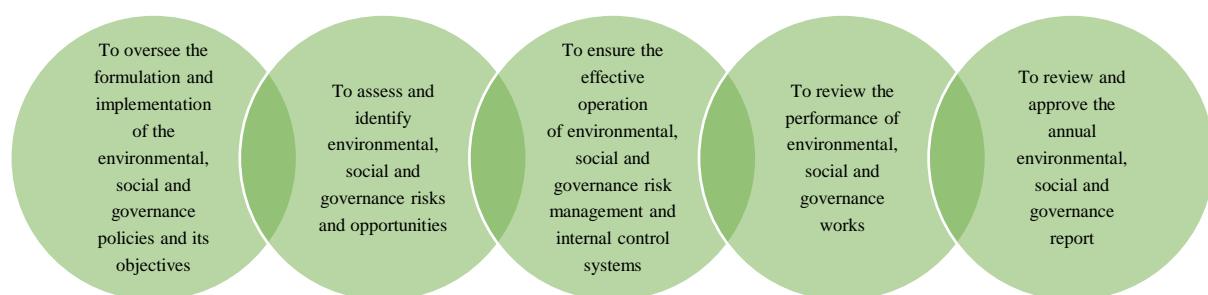 To oversee the
formulation and
implementation
of the
environmental,
social and
governance
policies and its
objectives
To assess and
identify
environmental,
social and
governance risks
and opportunities
To ensure the
effective
operation
of environmental,
social and
governance risk
management and
internal control
systems
To review the
performance of
environmental,
social and
governance
works
To review and
approve the
annual
environmental,
social and
governance
report